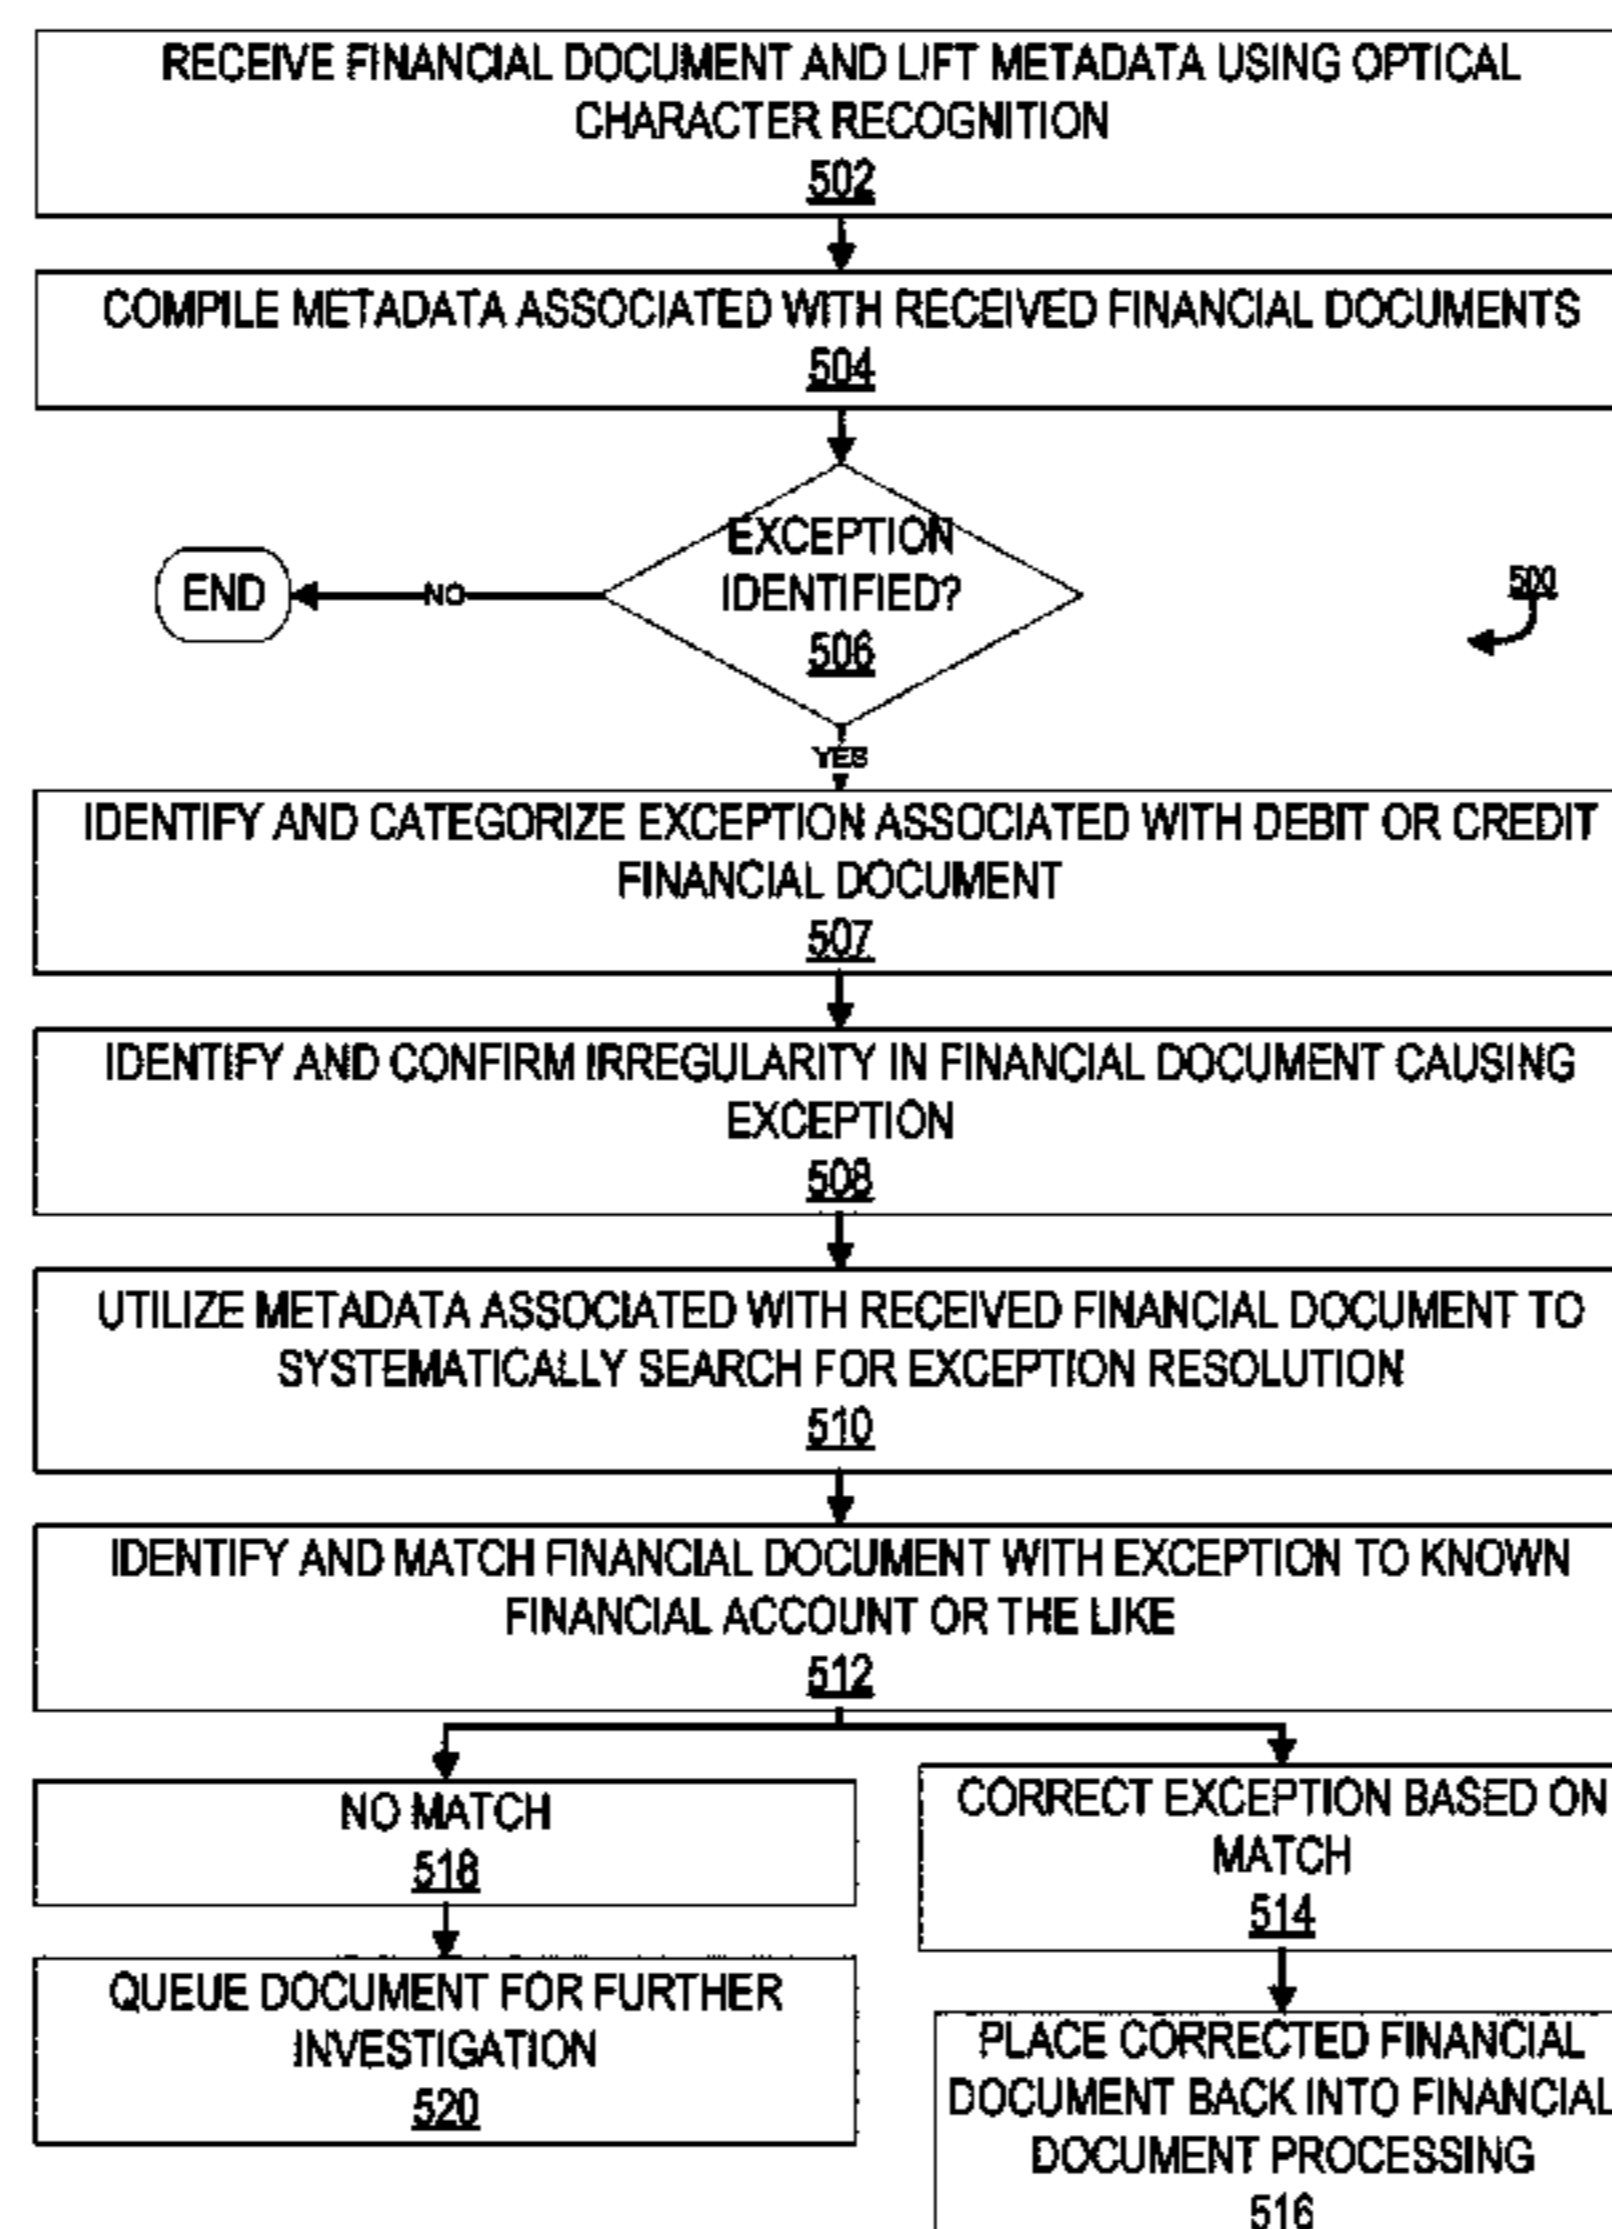 RECEIVE FINANCIAL DOCUMENT AND LIFT METADATA USING OPTICAL
CHARACTER RECOGNITION
502
COMPILE METADATA ASSOCIATED WITH RECEIVED FINANCIAL DOCUMENTS
504
EXCEPTION
IDENTIFIED?
506
END
NO
500
YES
IDENTIFY AND CATEGORIZE EXCEPTION ASSOCIATED WITH DEBIT OR CREDIT
FINANCIAL DOCUMENT
507
IDENTIFY AND CONFIRM IRREGULARITY IN FINANCIAL DOCUMENT CAUSING
EXCEPTION
508
UTILIZE METADATA ASSOCIATED WITH RECEIVED FINANCIAL DOCUMENT TO
SYSTEMATICALLY SEARCH FOR EXCEPTION RESOLUTION
510
IDENTIFY AND MATCH FINANCIAL DOCUMENT WITH EXCEPTION TO KNOWN
FINANCIAL ACCOUNT OR THE LIKE
512
NO MATCH
518
QUEUE DOCUMENT FOR FURTHER
INVESTIGATION
520
CORRECT EXCEPTION BASED ON
MATCH
514
PLACE CORRECTED FINANCIAL
DOCUMENT BACK INTO FINANCIAL
DOCUMENT PROCESSING
516